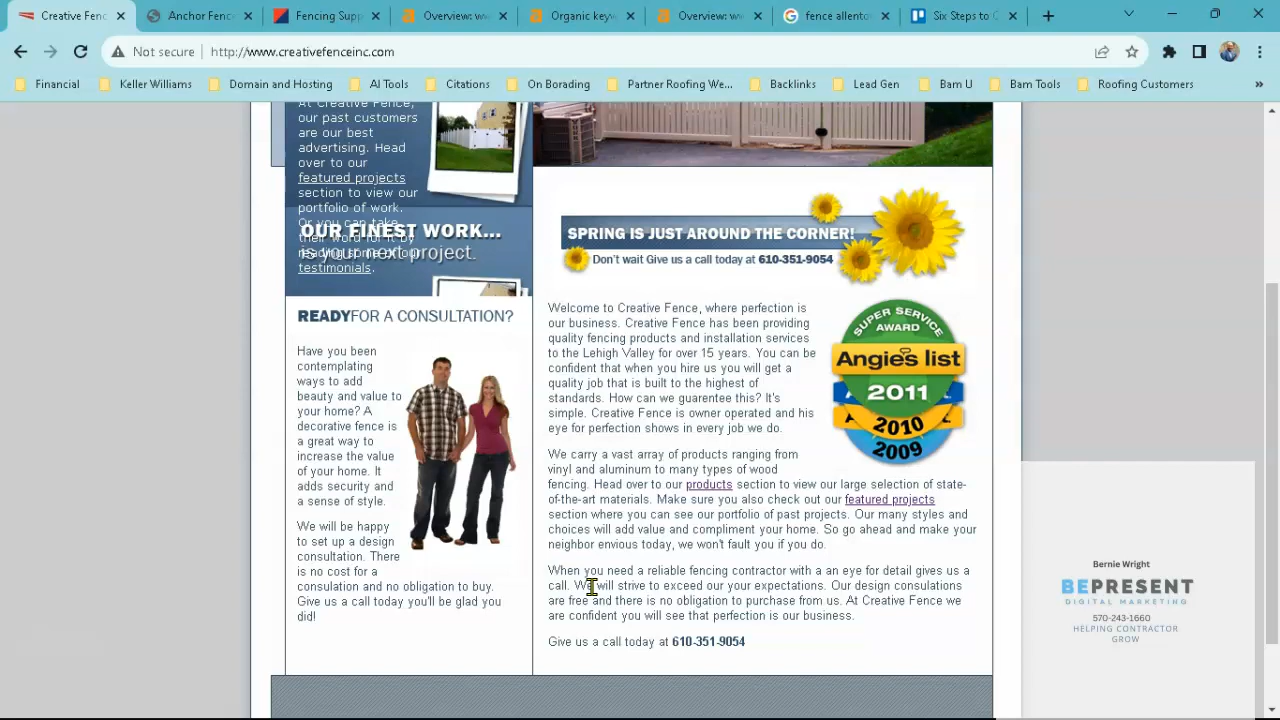 Creative Fenc
Anchor Fence
Fencing Supp
Overview: we
Organic keyw
Overview: we
fence allento
Six Steps to C
Not secure
http://www.creativefenceinc.com
Financial
Keller Williams
Domain and Hosting
AI Tools
Citations
On Boarding
Partner Roofing We...
Backlinks
Lead Gen
Bam U
Bam Tools
Roofing Customers
»
At Creative Fence,
our past customers
are our best
advertising. Head
over to our
featured projects
section to view our
portfolio of work.
Or you can take
their word for it by
reading some of our
testimonials.
OUR FINEST WORK...
is your next project.
READYFOR A CONSULTATION?
Have you been
contemplating
ways to add
beauty and value to
your home? A
decorative fence is
a great way to
increase the value
of your home. It
adds security and
a sense of style.
We will be happy
to set up a design
consultation. There
is no cost for a
consulation and no obligation to buy.
Give us a call today you'll be glad you
did!
SPRING IS JUST AROUND THE CORNER!
Don't wait Give us a call today at 610-351-9054
Welcome to Creative Fence, where perfection is
our business. Creative Fence has been providing
quality fencing products and installation services
to the Lehigh Valley for over 15 years. You can be
confident that when you hire us you will get a
quality job that is built to the highest of
standards. How can we guarentee this? It's
simple. Creative Fence is owner operated and his
eye for perfection shows in every job we do.
We carry a vast array of products ranging from
vinyl and aluminum to many types of wood
fencing. Head over to our products section to view our large selection of state-
of-the-art materials. Make sure you also check out our featured projects
section where you can see our portfolio of past projects. Our many styles and
choices will add value and compliment your home. So go ahead and make your
neighbor envious today, we won't fault you if you do.
When you need a reliable fencing contractor with a an eye for detail gives us a
call. We will strive to exceed our your expectations. Our design consulations
are free and there is no obligation to purchase from us. At Creative Fence we
are confident you will see that perfection is our business.
Give us a call today at 610-351-9054
SUPER SERVICE
AWARD
Angie's list
2011
2010
2009
Bernie Wright
BEPRESENT
DIGITAL MARKETING
570-243-1660
HELPING CONTRACTOR
GROW